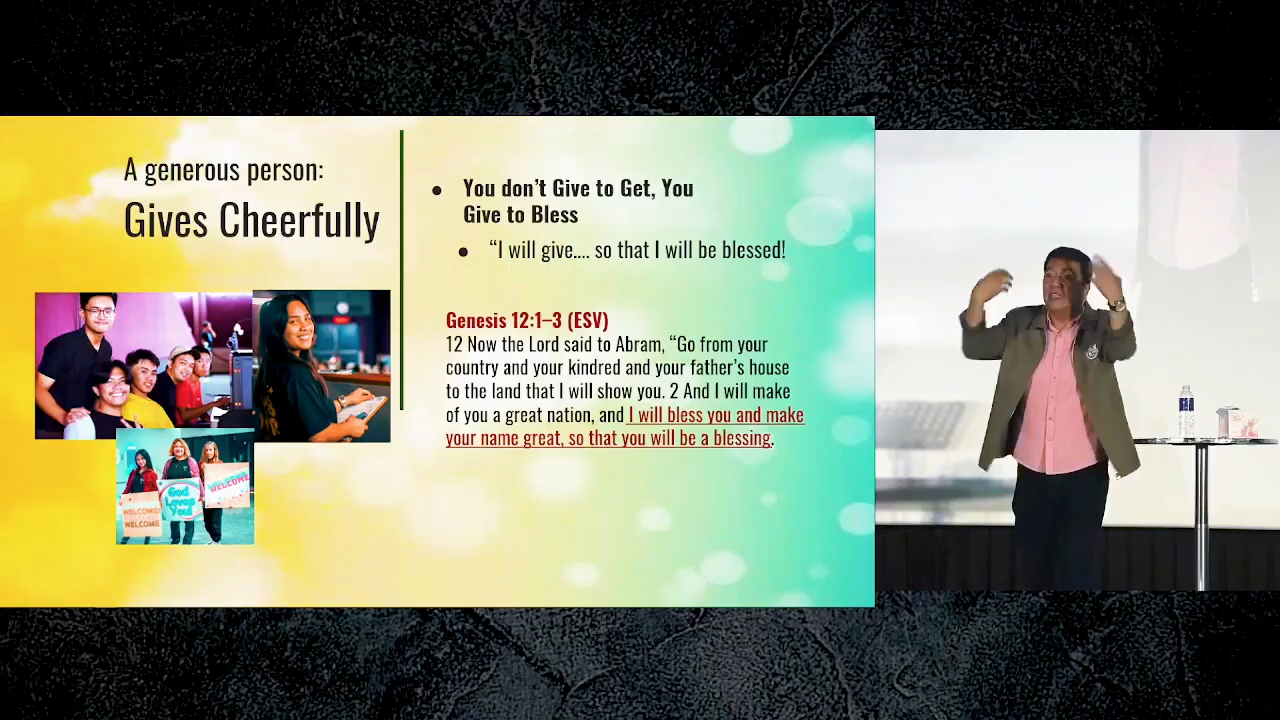 A generous person:
Gives Cheerfully
● You don’t Give to Get, You
Give to Bless
● “I will give.... so that I will be blessed!
Genesis 12:1–3 (ESV)
12 Now the Lord said to Abram, “Go from your
country and your kindred and your father’s house
to the land that I will show you. 2 And I will make
of you a great nation, and I will bless you and make
your name great, so that you will be a blessing.
WELCOME
WELCOME
God
Loves
You!
WELCOME